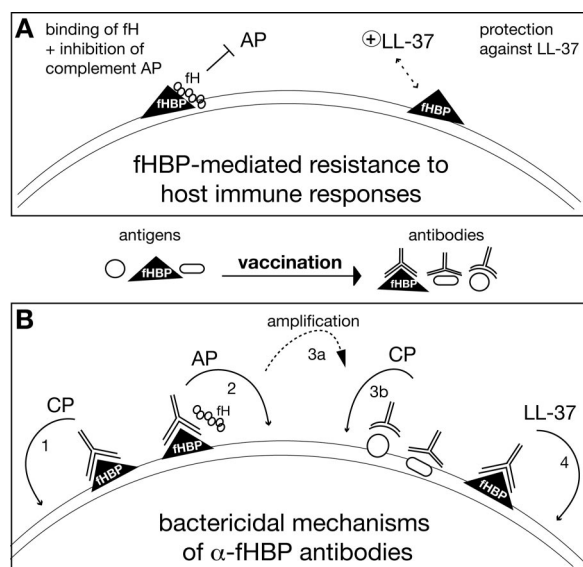 A
binding of fH
+ inhibition of
complement AP
AP
fH
fHBP
+LL-37
protection
against LL-37
fHBP
fHBP-mediated resistance to
host immune responses
antigens
fHBP
vaccination
antibodies
fHBP
B
amplification
3a
CP
1
fHBP
AP
2
fH
fHBP
CP
3b
LL-37
4
fHBP
bactericidal mechanisms
of α-fHBP antibodies